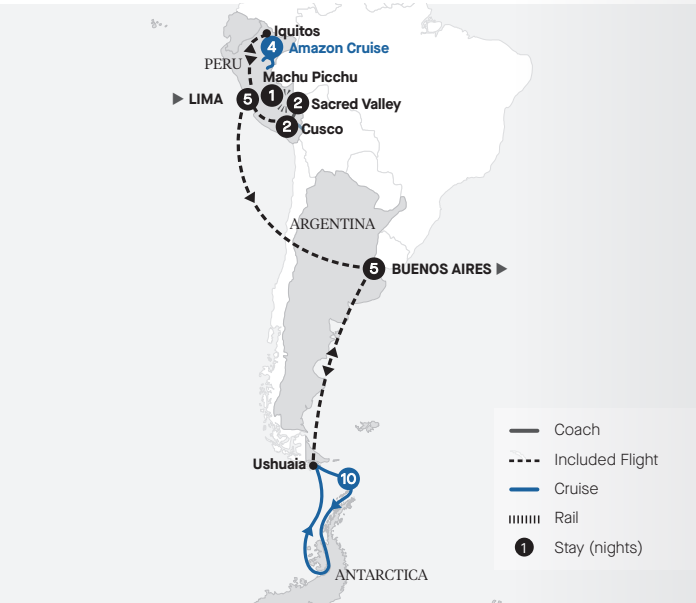 Iquitos
4 Amazon Cruise
PERU
Machu Picchu
▶ LIMA 5 1 2 Sacred Valley
2 Cusco
ARGENTINA
5 BUENOS AIRES ▶
Ushuaia
10
ANTARCTICA
Coach
Included Flight
Cruise
Rail
1 Stay (nights)